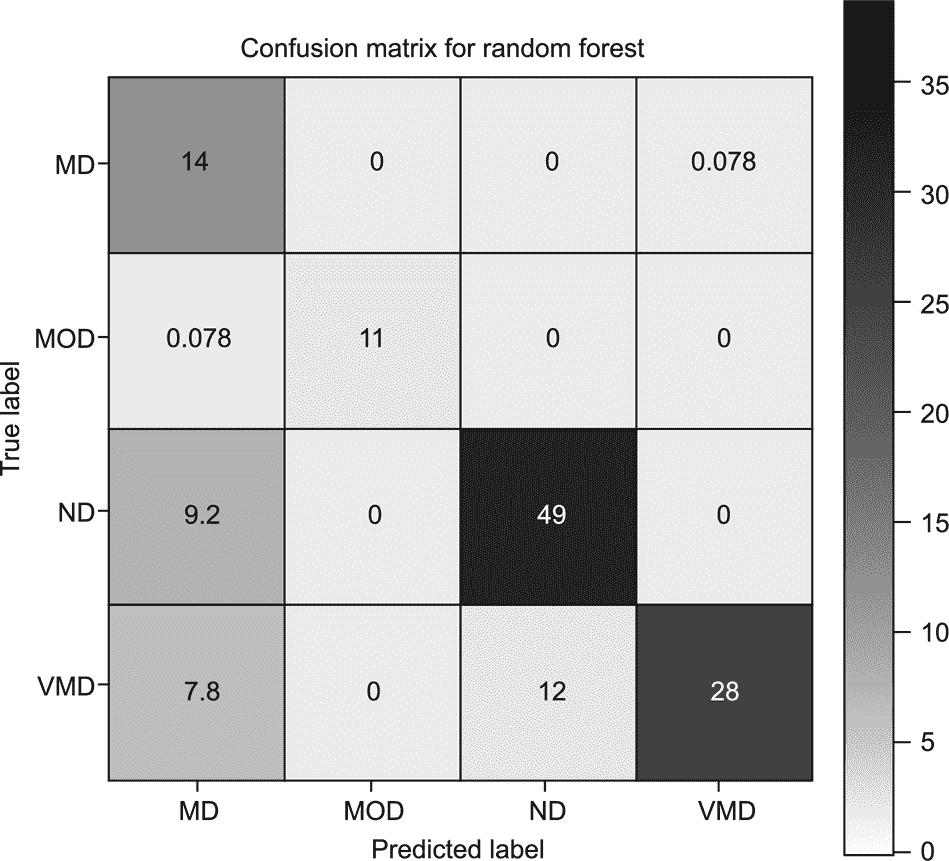 Confusion matrix for random forest
MD 14 0 0 0.078
MOD 0.078 11 0 0
ND 9.2 0 49 0
VMD 7.8 0 12 28
MD MOD ND VMD
Predicted label
True label
35
30
25
20
15
10
5
0